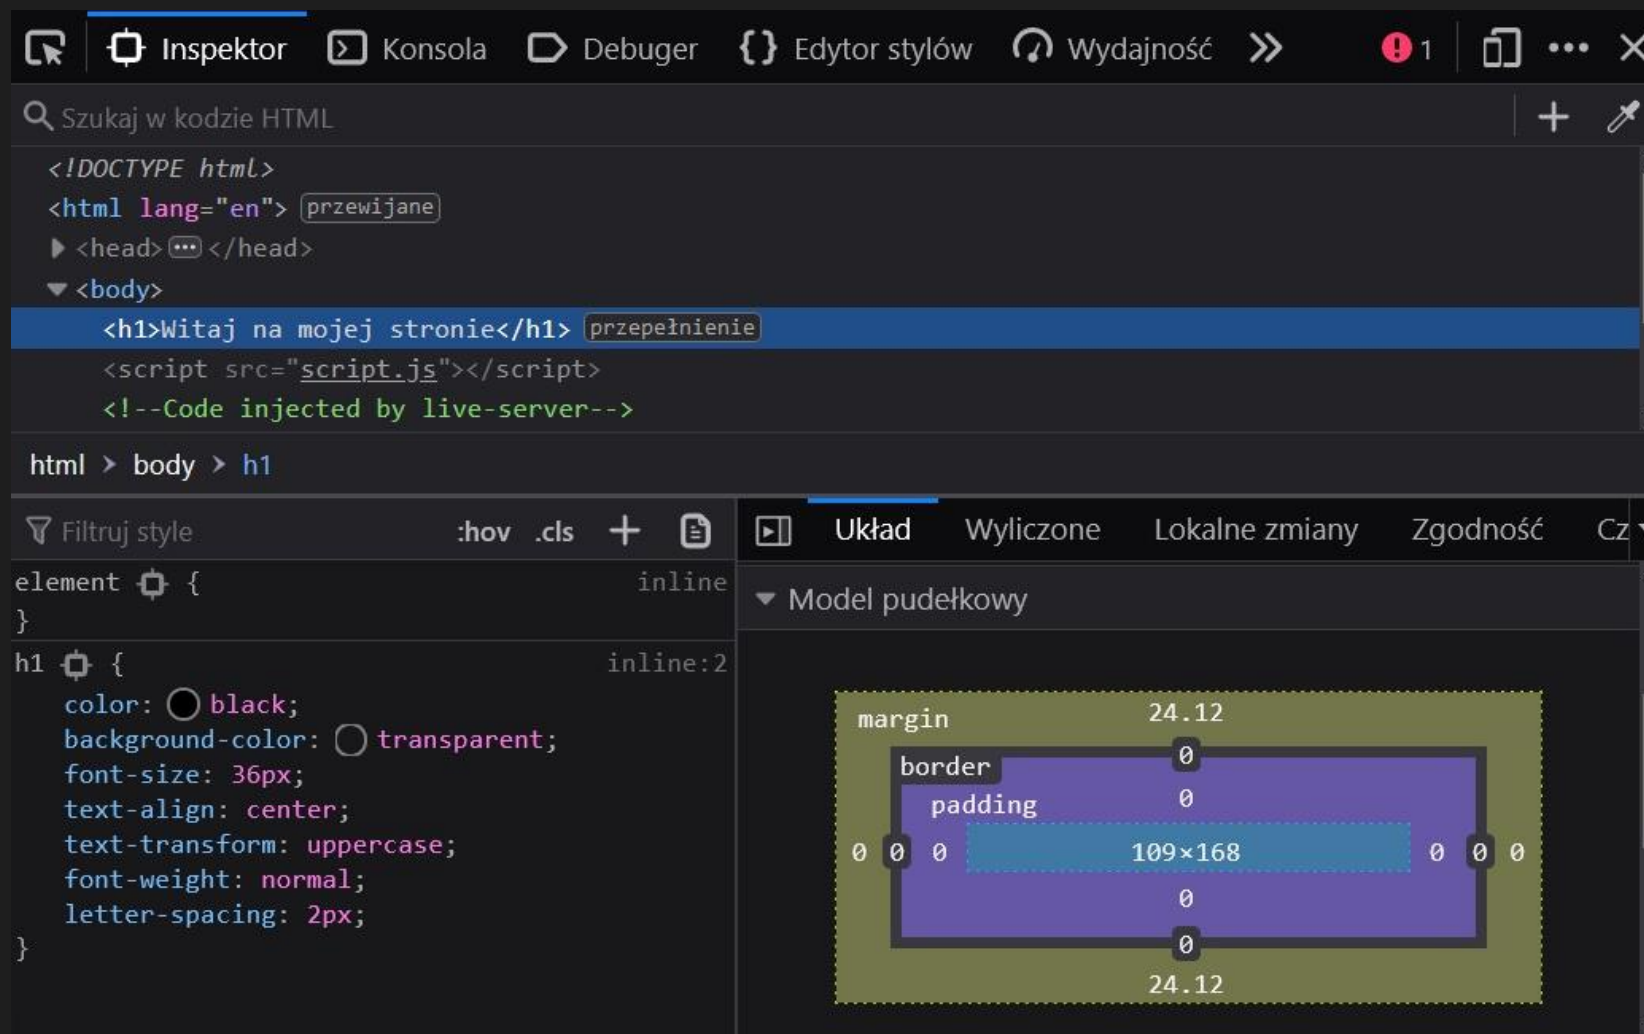 Inspektor Konsola Debuger Edytor stylów Wydajność 1
Szukaj w kodzie HTML
<!DOCTYPE html>
<html lang="en"> przewijane
<head></head>
<body>
<h1>Witaj na mojej stronie</h1> przepełnienie
<script src="script.js"></script>
<!--Code injected by live-server-->
html > body > h1
Filtruj style :hov .cls
element { inline
}
h1 { inline:2
color: black;
background-color: transparent;
font-size: 36px;
text-align: center;
text-transform: uppercase;
font-weight: normal;
letter-spacing: 2px;
}
Układ Wyliczone Lokalne zmiany Zgodność Cz
Model pudełkowy
margin 24.12
border 0
padding 0
0 0 0 109×168 0 0 0
0
0
24.12